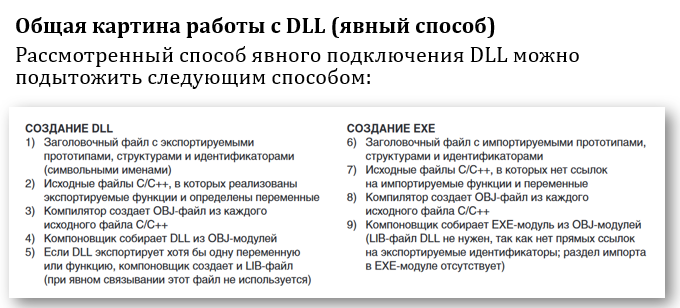 Общая картина работы с DLL (явный способ)
Рассмотренный способ явного подключения DLL можно
подытожить следующим способом:
СОЗДАНИЕ DLL
1) Заголовочный файл с экспортируемыми
прототипами, структурами и идентификаторами
(символьными именами)
2) Исходные файлы C/C++, в которых реализованы
экспортируемые функции и определены переменные
3) Компилятор создает OBJ-файл из каждого
исходного файла C/C++
4) Компоновщик собирает DLL из OBJ-модулей
5) Если DLL экспортирует хотя бы одну переменную
или функцию, компоновщик создает и LIB-файл
(при явном связывании этот файл не используется)
СОЗДАНИЕ EXE
6) Заголовочный файл с импортируемыми прототипами,
структурами и идентификаторами
7) Исходные файлы C/C++, в которых нет ссылок
на импортируемые функции и переменные
8) Компилятор создает OBJ-файл из каждого
исходного файла C/C++
9) Компоновщик собирает EXE-модуль из OBJ-модулей
(LIB-файл DLL не нужен, так как нет прямых ссылок
на экспортируемые идентификаторы; раздел импорта
в EXE-модуле отсутствует)